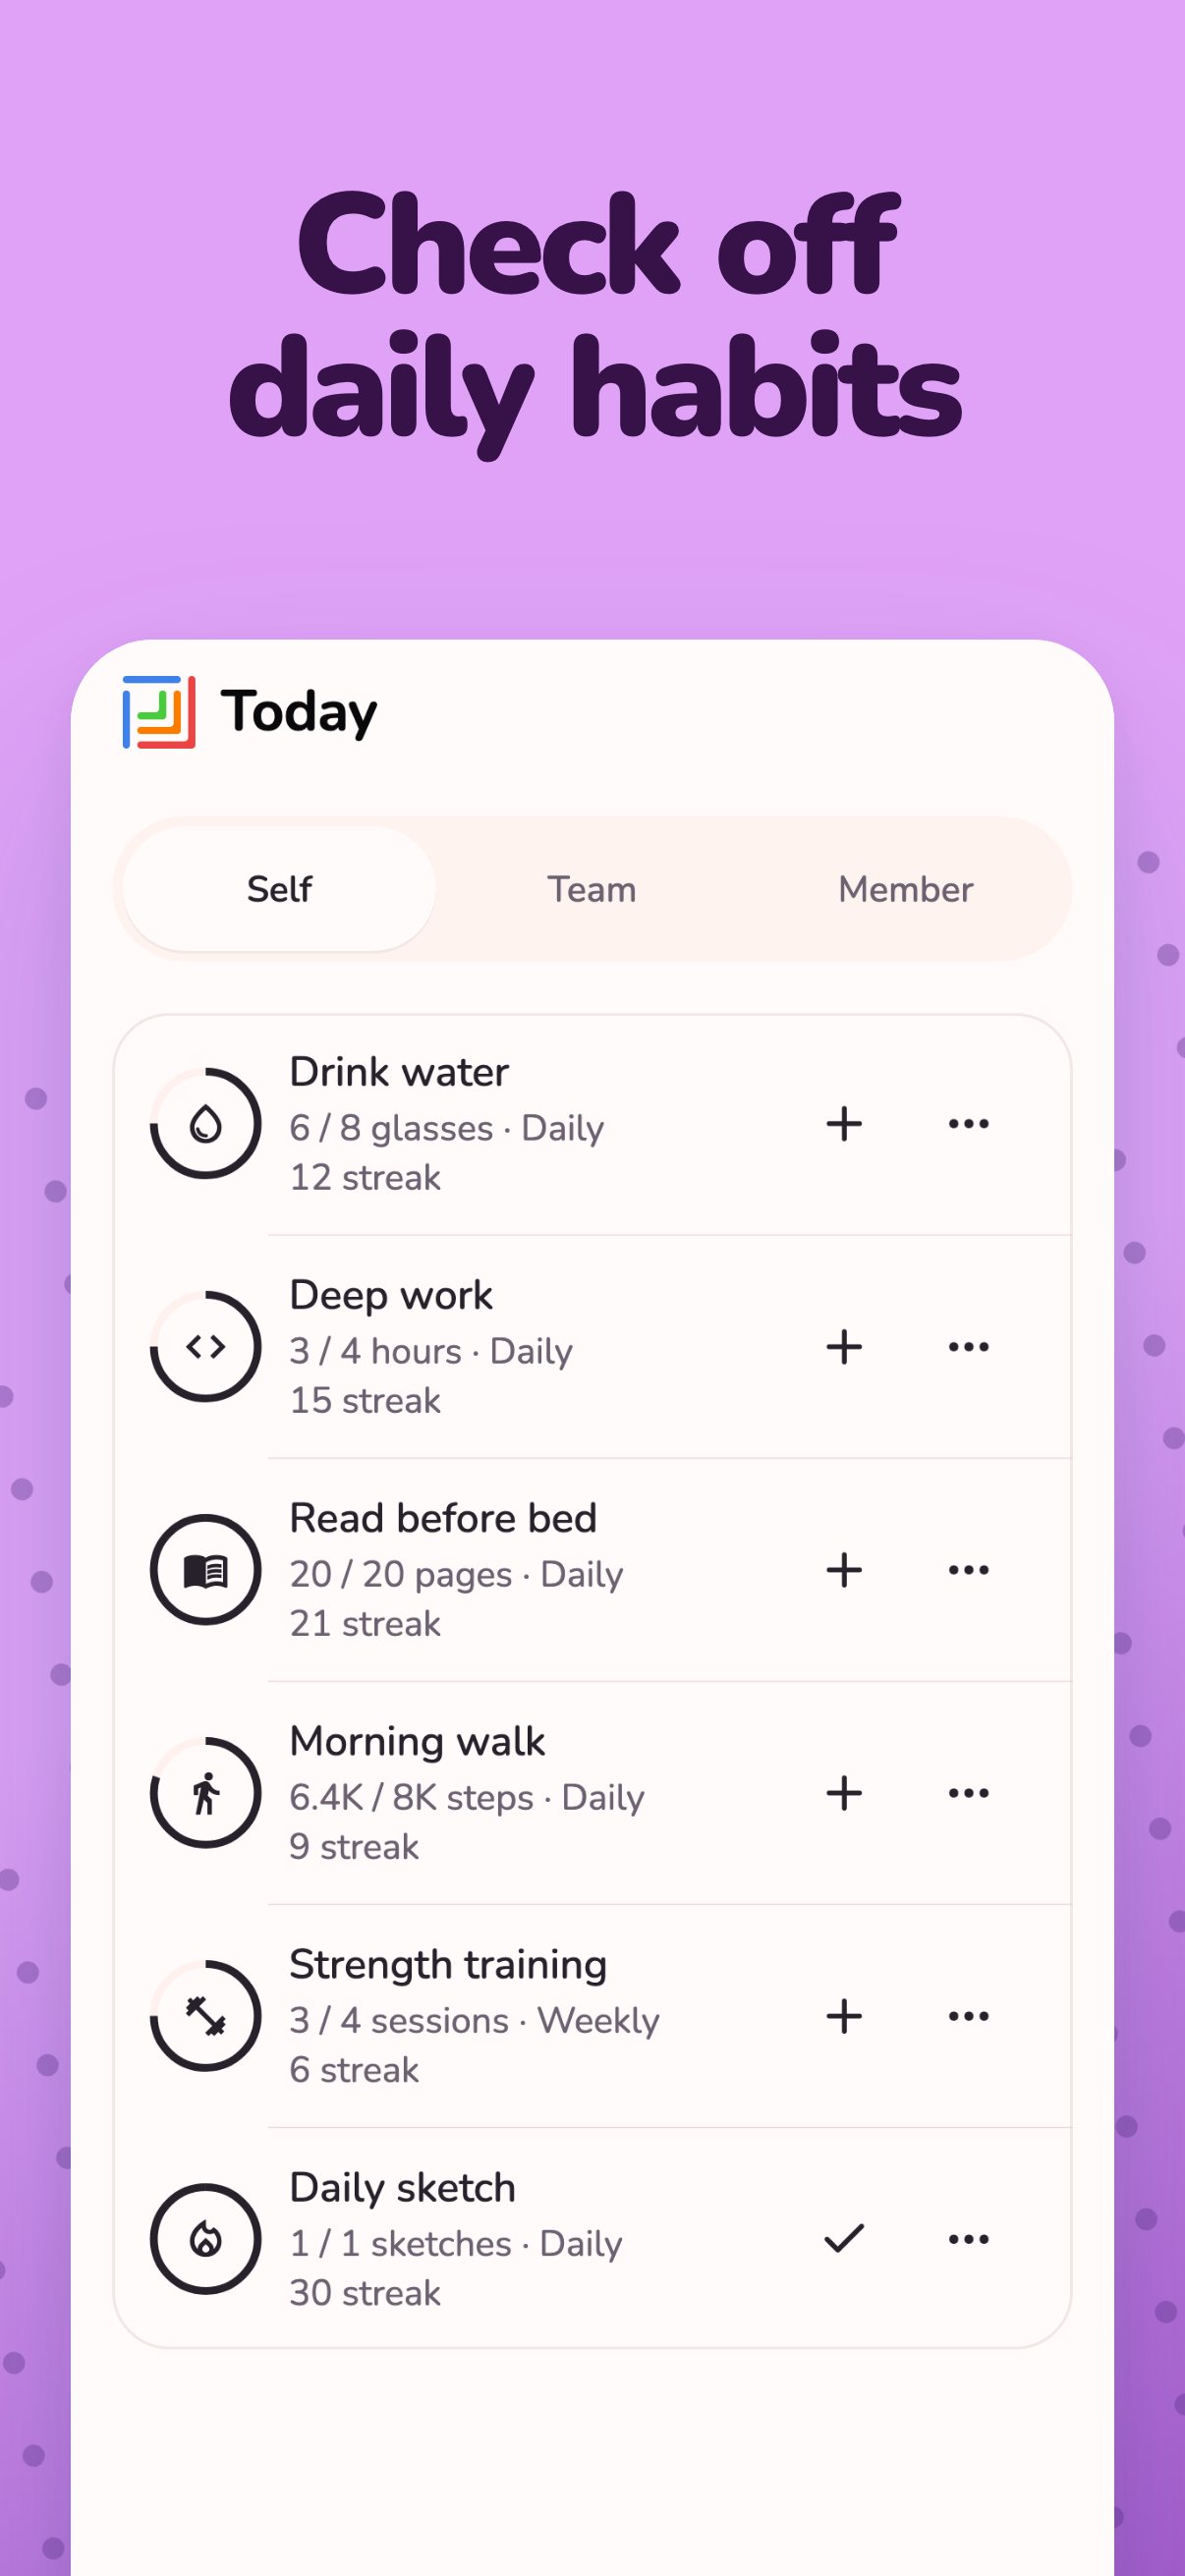 Check off
daily habits
Today
Self
Team
Member
Drink water
6 / 8 glasses · Daily
12 streak
Deep work
3 / 4 hours · Daily
15 streak
Read before bed
20 / 20 pages · Daily
21 streak
Morning walk
6.4K / 8K steps · Daily
9 streak
Strength training
3 / 4 sessions · Weekly
6 streak
Daily sketch
1 / 1 sketches · Daily
30 streak